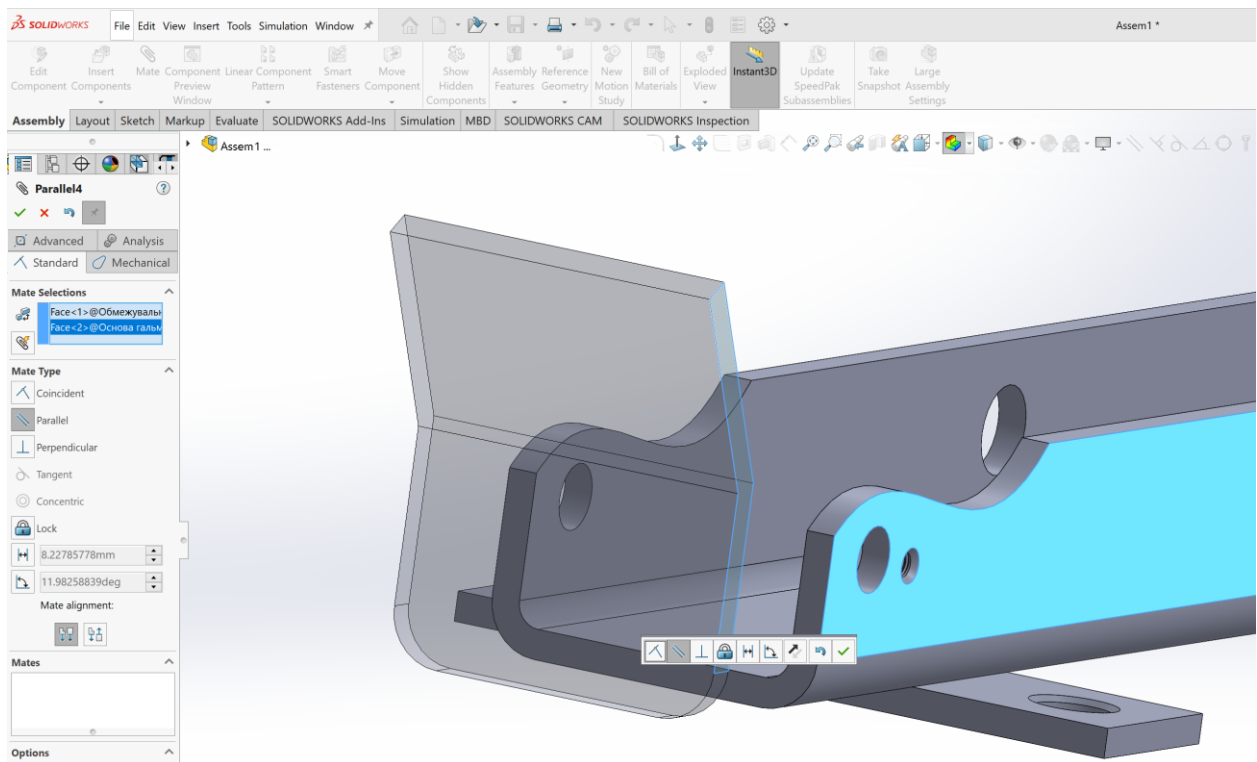 SOLIDWORKS File Edit View Insert Tools Simulation Window Assem1 *
Edit Component
Insert Components
Mate
Component Preview Window
Linear Component Pattern
Smart Fasteners
Move Component
Show Hidden Components
Assembly Features
Reference Geometry
New Motion Study
Bill of Materials
Exploded View
Instant3D
Update SpeedPak Subassemblies
Take Snapshot
Large Assembly Settings
Assembly Layout Sketch Markup Evaluate SOLIDWORKS Add-Ins Simulation MBD SOLIDWORKS CAM SOLIDWORKS Inspection
Assem1 ...
Parallel4
Advanced Analysis
Standard Mechanical
Mate Selections
Face<1>@Обмежувальн
Face<2>@Основа гальм
Mate Type
Coincident
Parallel
Perpendicular
Tangent
Concentric
Lock
8.22785778mm
11.98258839deg
Mate alignment:
Mates
Options